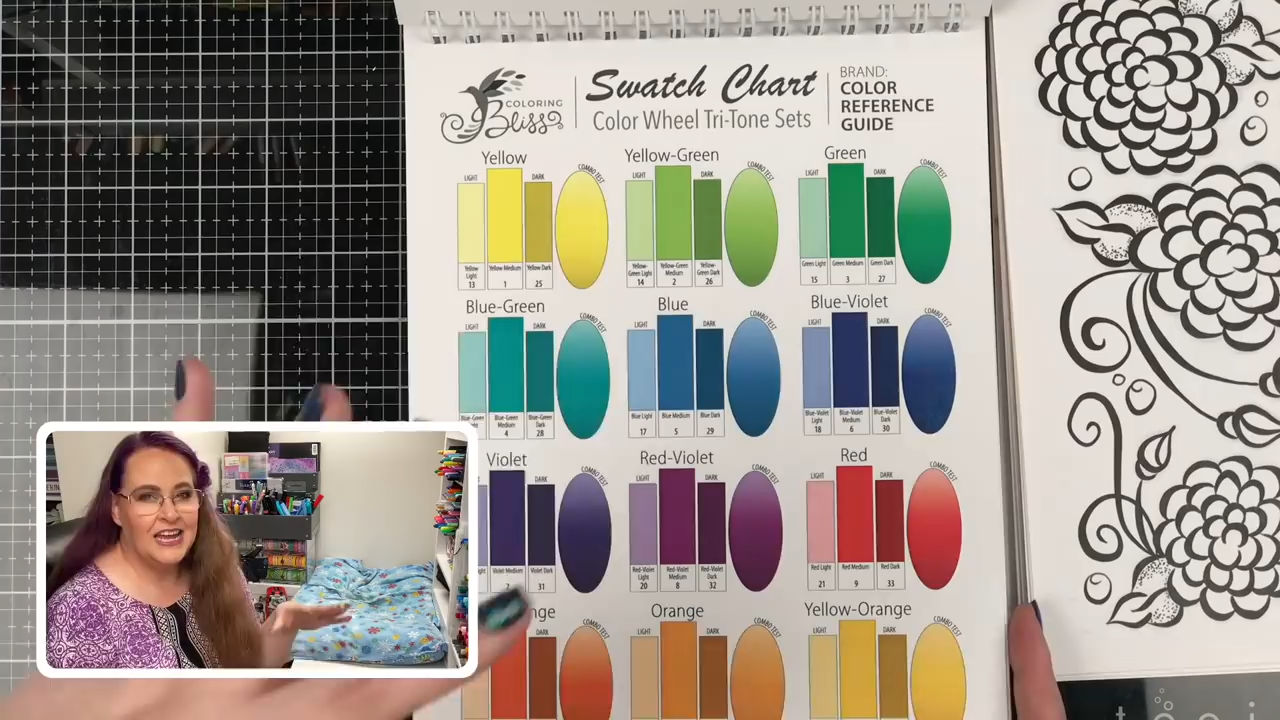 COLORING
Bliss
Swatch Chart
Color Wheel Tri-Tone Sets
BRAND:
COLOR
REFERENCE
GUIDE
Yellow
LIGHT
DARK
COMBO TEST
Yellow
Light
13
Yellow Medium
1
Yellow Dark
25
Yellow-Green
LIGHT
DARK
COMBO TEST
Yellow-
Green Light
14
Yellow-Green
Medium
2
Yellow-
Green Dark
26
Green
LIGHT
DARK
COMBO TEST
Green Light
15
Green Medium
3
Green Dark
27
Blue-Green
LIGHT
DARK
COMBO TEST
Blue-Green
Blue-Green
Medium
4
Blue-Green
Dark
28
Blue
LIGHT
DARK
COMBO TEST
Blue Light
17
Blue Medium
5
Blue Dark
29
Blue-Violet
LIGHT
DARK
COMBO TEST
Blue-Violet
Light
18
Blue-Violet
Medium
6
Blue-Violet
Dark
30
Violet
DARK
COMBO TEST
Violet Medium
Violet Dark
31
Red-Violet
LIGHT
DARK
COMBO TEST
Red-Violet
Light
20
Red-Violet
Medium
8
Red-Violet
Dark
32
Red
LIGHT
DARK
COMBO TEST
Red Light
21
Red Medium
9
Red Dark
33
DARK
COMBO TEST
Orange
LIGHT
DARK
COMBO TEST
Yellow-Orange
LIGHT
DARK
COMBO TEST